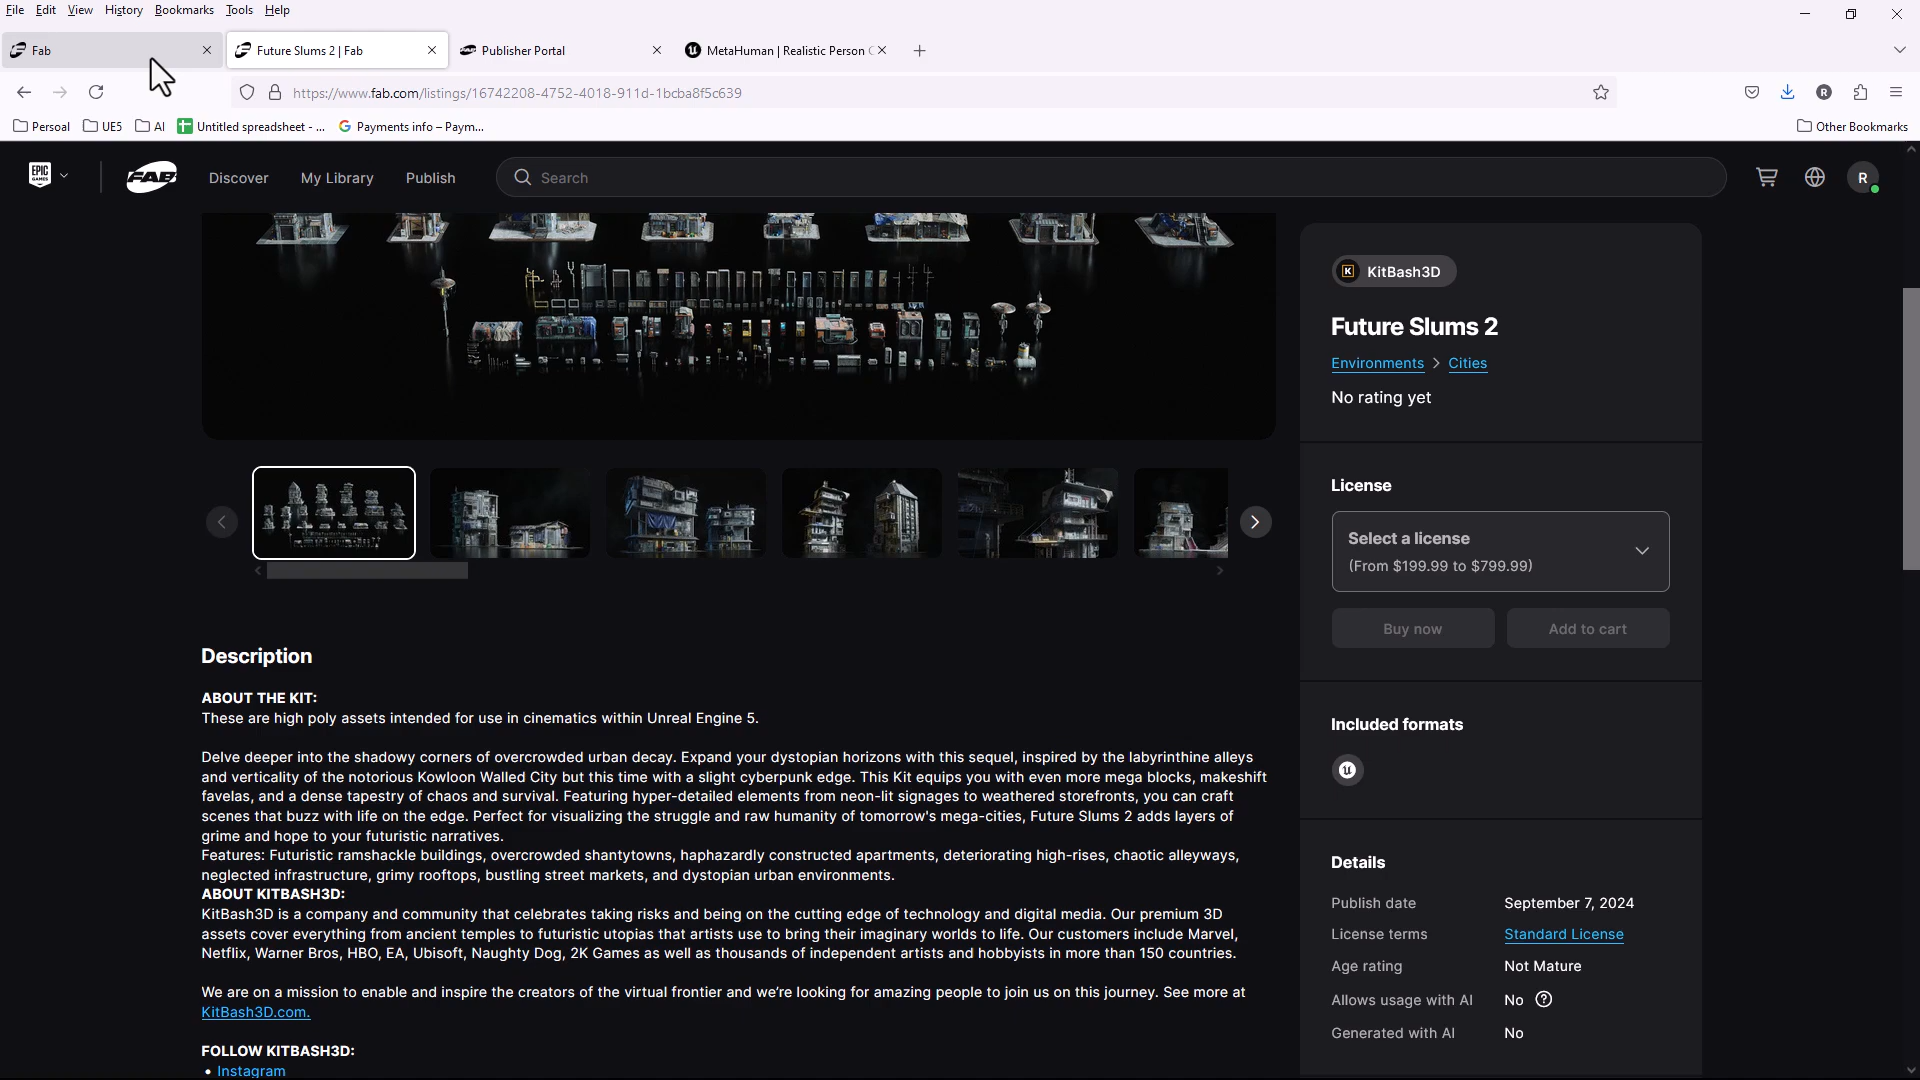 File Edit View History Bookmarks Tools Help
Fab
Future Slums 2 | Fab
Publisher Portal
MetaHuman | Realistic Person C
https://www.fab.com/listings/16742208-4752-4018-911d-1bcba8f5c639
R
Persoal UE5 AI Untitled spreadsheet - ... Payments info – Paym...
Other Bookmarks
EPIC GAMES
FAB
Discover My Library Publish
Search
R
KitBash3D
Future Slums 2
Environments > Cities
No rating yet
License
Select a license
(From $199.99 to $799.99)
Buy now Add to cart
Included formats
Details
Publish date September 7, 2024
License terms Standard License
Age rating Not Mature
Allows usage with AI No
Generated with AI No
Description
ABOUT THE KIT:
These are high poly assets intended for use in cinematics within Unreal Engine 5.
Delve deeper into the shadowy corners of overcrowded urban decay. Expand your dystopian horizons with this sequel, inspired by the labyrinthine alleys
and verticality of the notorious Kowloon Walled City but this time with a slight cyberpunk edge. This Kit equips you with even more mega blocks, makeshift
favelas, and a dense tapestry of chaos and survival. Featuring hyper-detailed elements from neon-lit signages to weathered storefronts, you can craft
scenes that buzz with life on the edge. Perfect for visualizing the struggle and raw humanity of tomorrow's mega-cities, Future Slums 2 adds layers of
grime and hope to your futuristic narratives.
Features: Futuristic ramshackle buildings, overcrowded shantytowns, haphazardly constructed apartments, deteriorating high-rises, chaotic alleyways,
neglected infrastructure, grimy rooftops, bustling street markets, and dystopian urban environments.
ABOUT KITBASH3D:
KitBash3D is a company and community that celebrates taking risks and being on the cutting edge of technology and digital media. Our premium 3D
assets cover everything from ancient temples to futuristic utopias that artists use to bring their imaginary worlds to life. Our customers include Marvel,
Netflix, Warner Bros, HBO, EA, Ubisoft, Naughty Dog, 2K Games as well as thousands of independent artists and hobbyists in more than 150 countries.
We are on a mission to enable and inspire the creators of the virtual frontier and we’re looking for amazing people to join us on this journey. See more at
KitBash3D.com.
FOLLOW KITBASH3D:
• Instagram